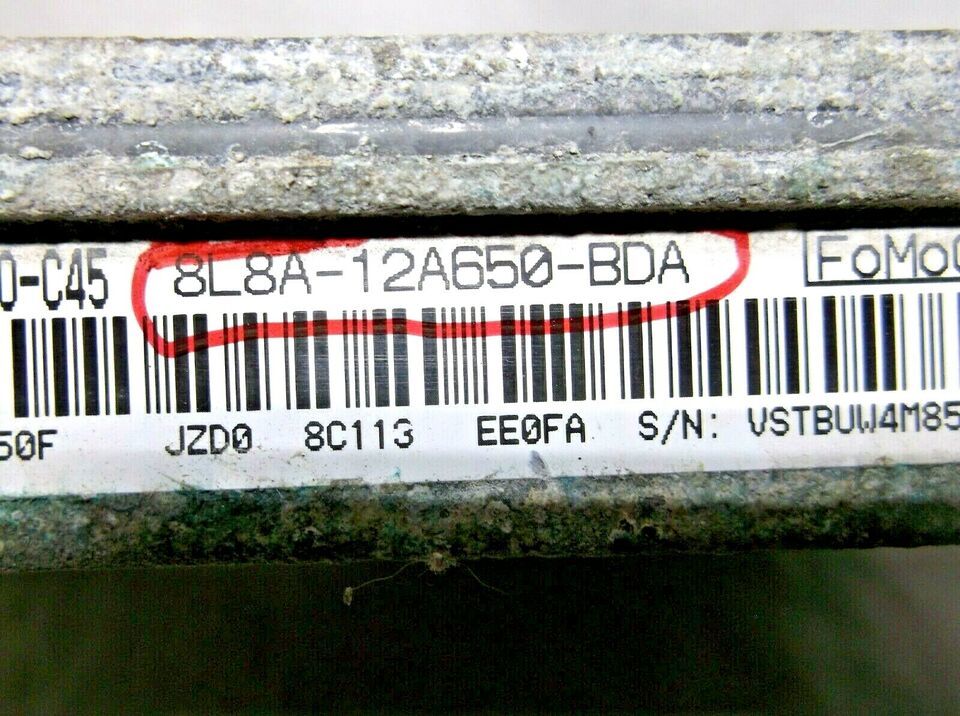 0-C45 8L8A-12A650-BDA FoMoC
50F JZD0 8C113 EE0FA S/N: VSTBUW4M85